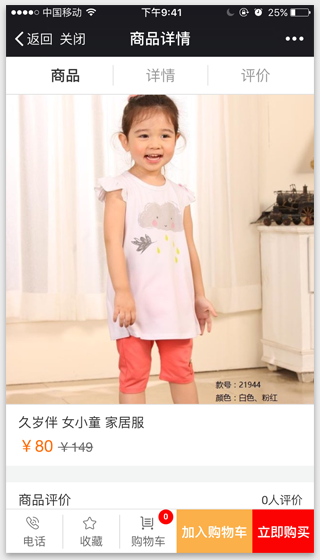 中国移动 下午9:41 25%
返回 关闭 商品详情
商品 详情 评价
款号：21944
颜色：白色、粉红
久岁伴 女小童 家居服
￥80 ￥149
商品评价 0人评价
0
电话 收藏 购物车 加入购物车 立即购买